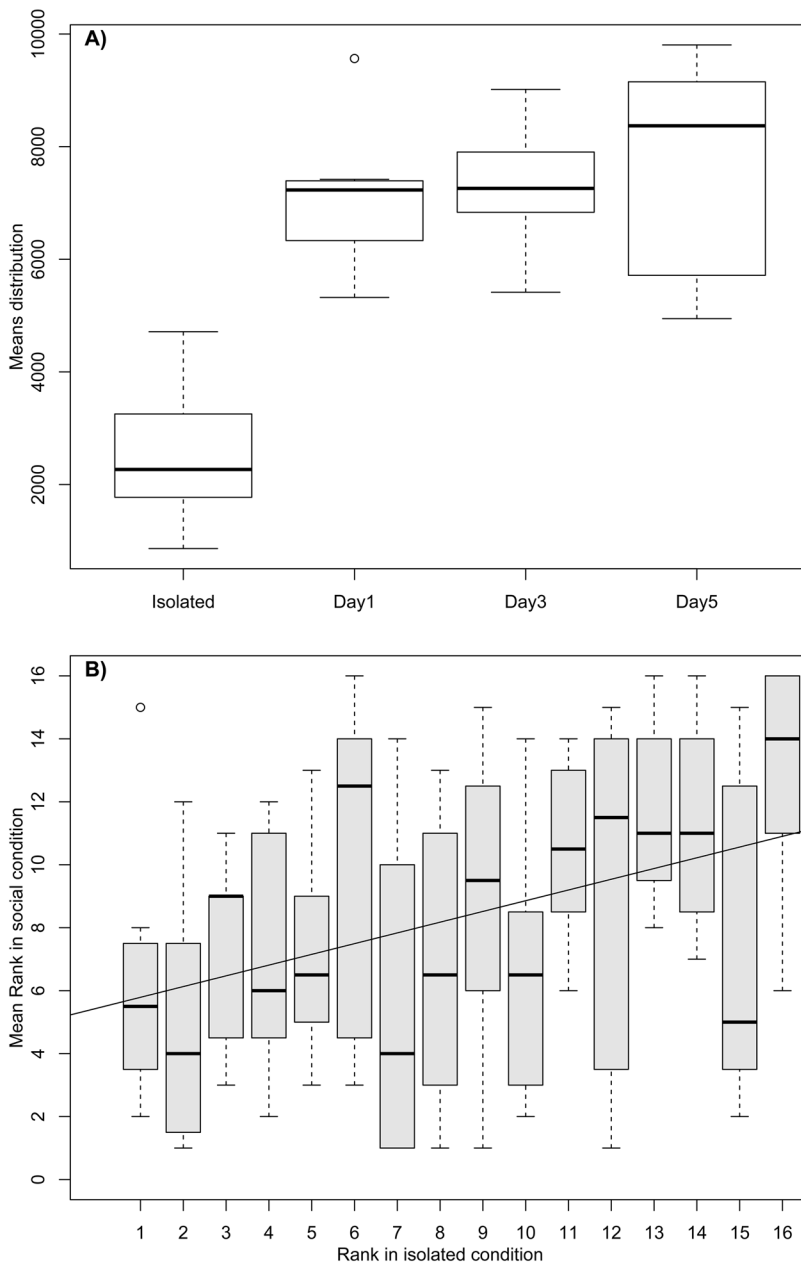 A)
Means distribution
10000
8000
6000
4000
2000
Isolated Day1 Day3 Day5
B)
Mean Rank in social condition
16
14
12
10
8
6
4
2
0
1 2 3 4 5 6 7 8 9 10 11 12 13 14 15 16
Rank in isolated condition